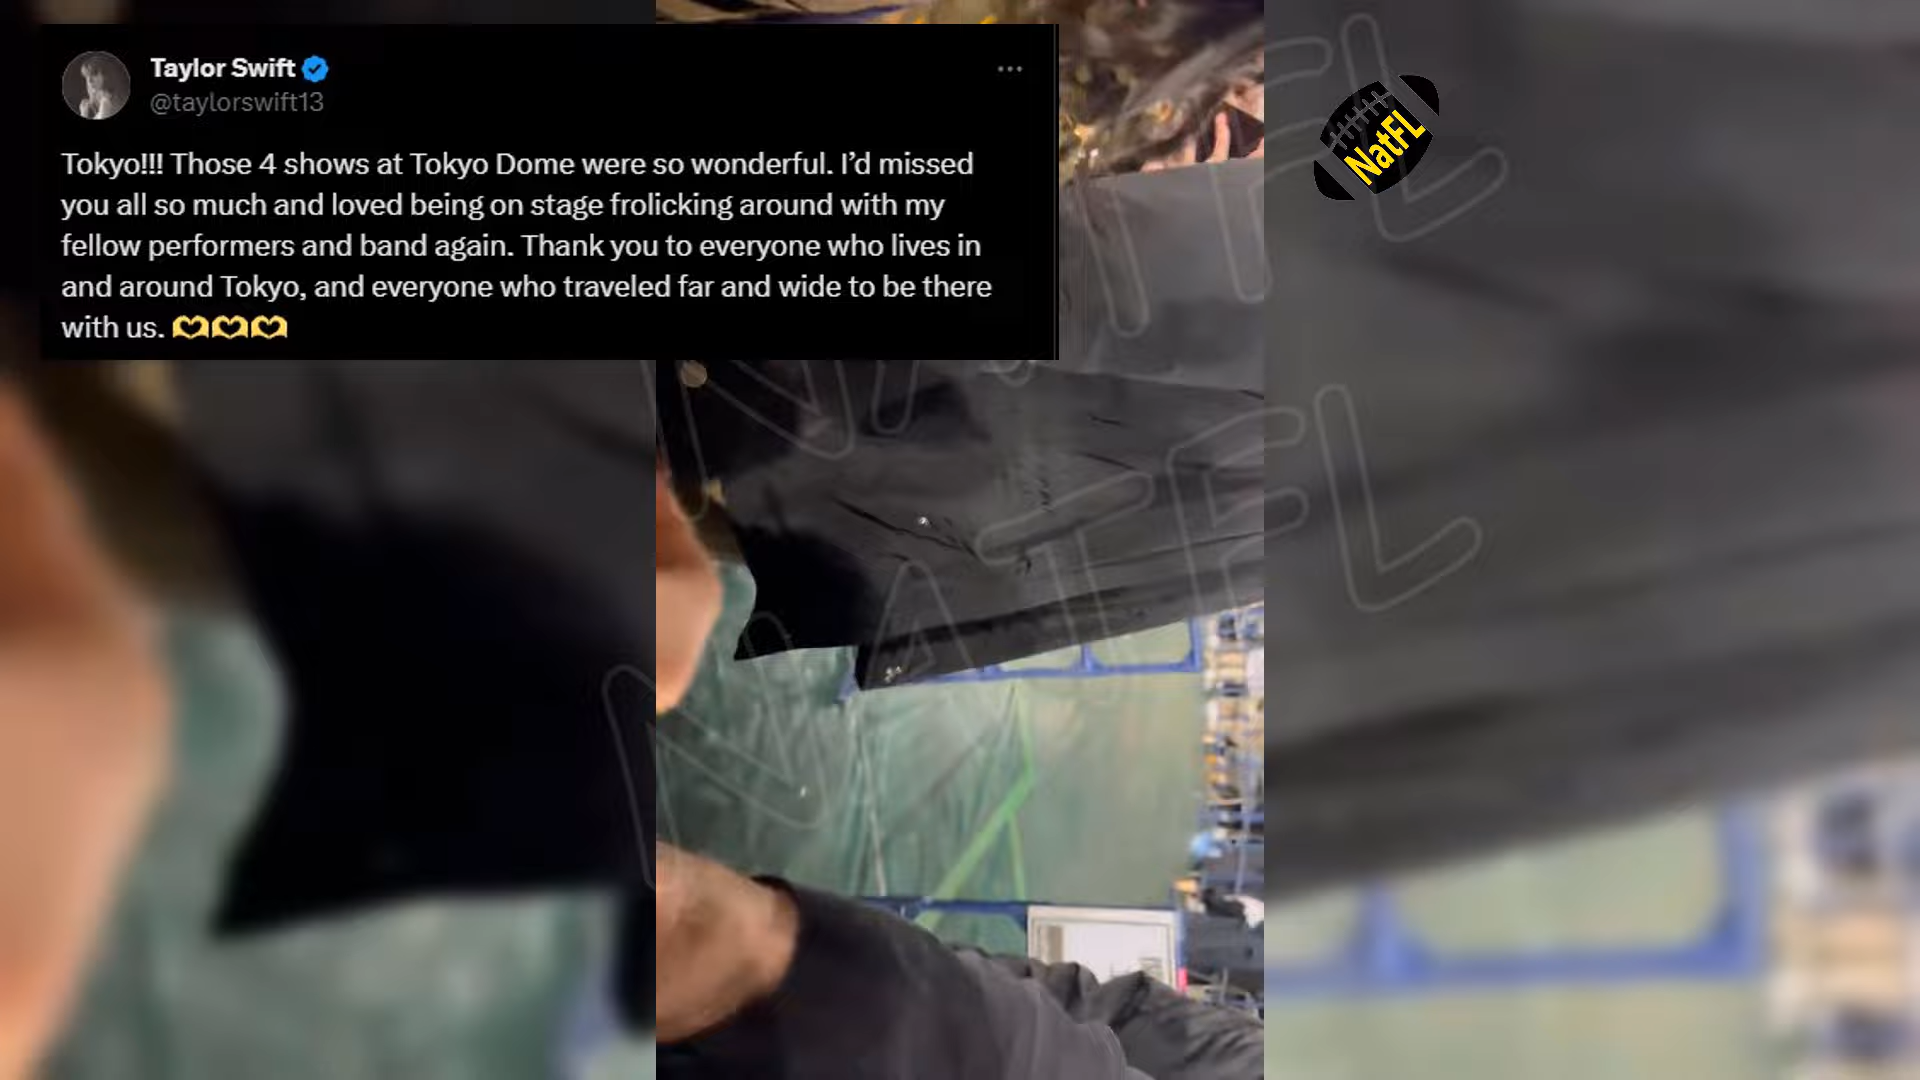 Taylor Swift
@taylorswift13
Tokyo!!! Those 4 shows at Tokyo Dome were so wonderful. I’d missed
you all so much and loved being on stage frolicking around with my
fellow performers and band again. Thank you to everyone who lives in
and around Tokyo, and everyone who traveled far and wide to be there
with us. 🫶🫶🫶
NatFL
NATFL
NATFL